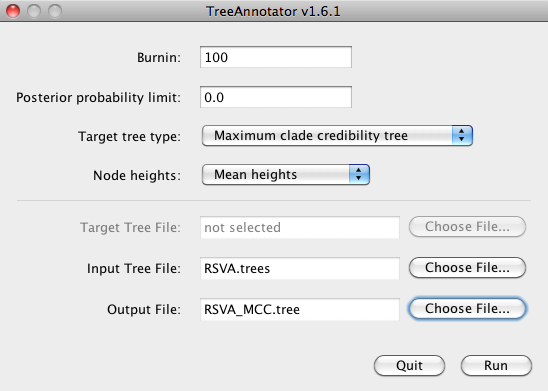 TreeAnnotator v1.6.1
Burnin: 100
Posterior probability limit: 0.0
Target tree type: Maximum clade credibility tree
Node heights: Mean heights
Target Tree File: not selected Choose File...
Input Tree File: RSVA.trees Choose File...
Output File: RSVA_MCC.tree Choose File...
Quit Run